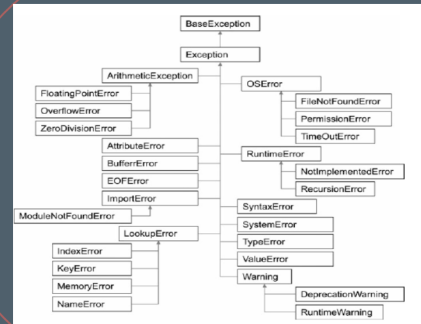 BaseException
Exception
ArithmeticException
FloatingPointError
OverflowError
ZeroDivisionError
AttributeError
BufferrError
EOFError
ImportError
ModuleNotFoundError
LookupError
IndexError
KeyError
MemoryError
NameError
OSError
FileNotFoundError
PermissionError
TimeOutError
RuntimeError
NotImplementedError
RecursionError
SyntaxError
SystemError
TypeError
ValueError
Warning
DeprecationWarning
RuntimeWarning